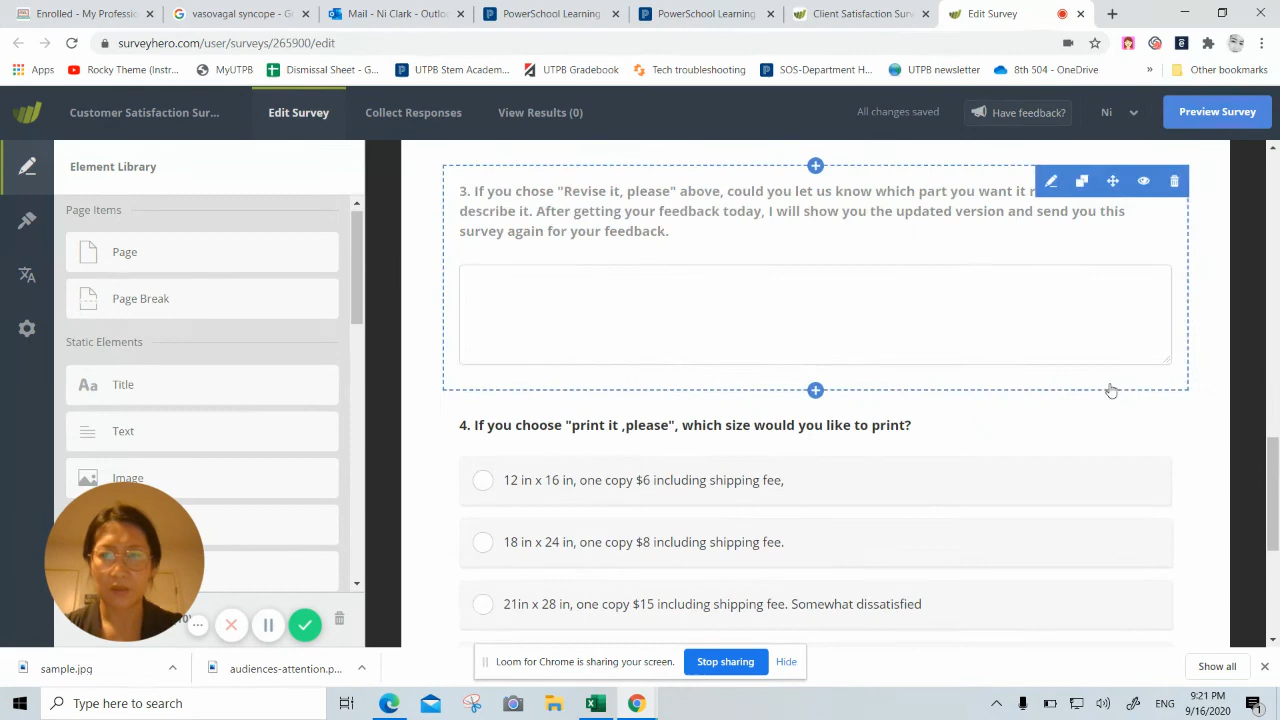 Enrolled - My Professi
vasovagal syncope - G
Mail - Ni Clark - Outlo
PowerSchool Learning
PowerSchool Learning
Client Satisfaction Surv
Edit Survey
surveyhero.com/user/surveys/265900/edit
Apps
Rocky Theme (Instr...
MyUTPB
Dismissal Sheet - G...
UTPB Stem Academ...
UTPB Gradebook
Tech troubleshooting
SOS-Department H...
UTPB newsletter
8th 504 - OneDrive
»
Other bookmarks
Customer Satisfaction Sur...
Edit Survey
Collect Responses
View Results (0)
All changes saved
Have feedback?
Ni
Preview Survey
Element Library
Page Items
Page
Page Break
Static Elements
Aa Title
Text
Image
3. If you chose "Revise it, please" above, could you let us know which part you want it r
describe it. After getting your feedback today, I will show you the updated version and send you this
survey again for your feedback.
4. If you choose "print it ,please", which size would you like to print?
12 in x 16 in, one copy $6 including shipping fee,
18 in x 24 in, one copy $8 including shipping fee.
21in x 28 in, one copy $15 including shipping fee. Somewhat dissatisfied
Loom for Chrome is sharing your screen.
Stop sharing
Hide
sample.jpg
audiences-attention.p...
Show all
Type here to search
ENG
9:21 PM
9/16/2020
1